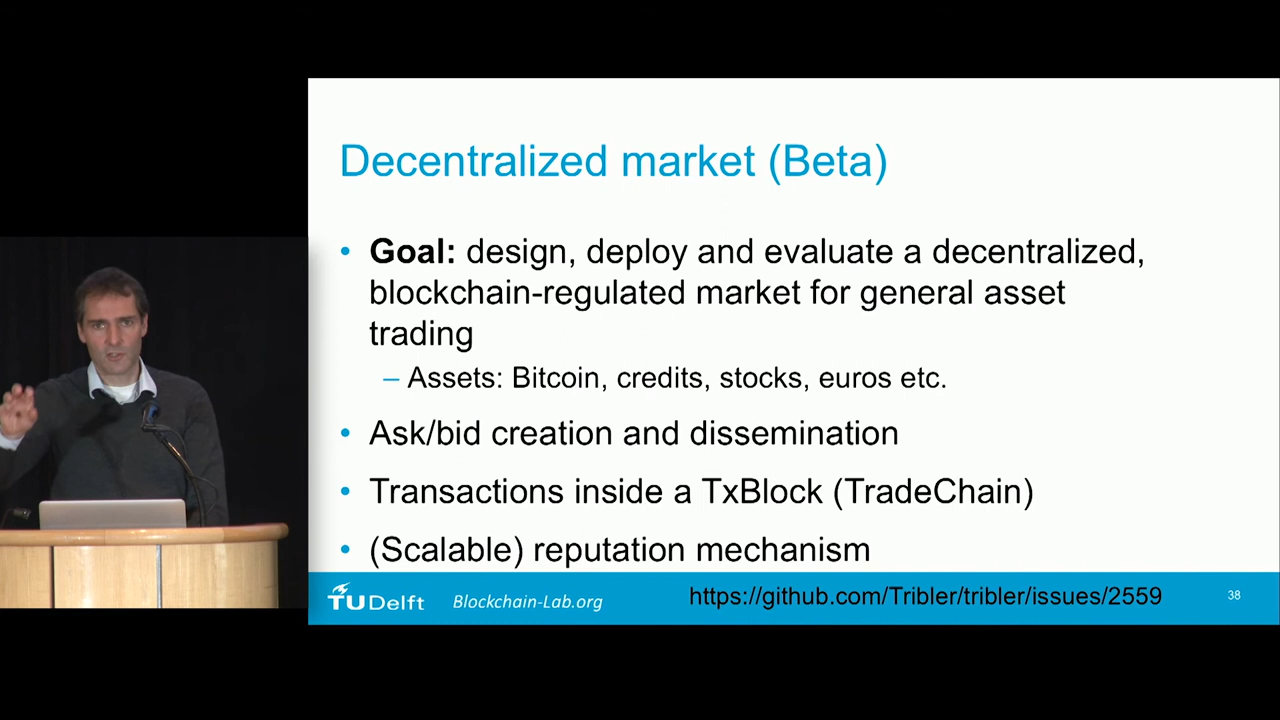 Decentralized market (Beta)
• Goal: design, deploy and evaluate a decentralized,
blockchain-regulated market for general asset
trading
– Assets: Bitcoin, credits, stocks, euros etc.
• Ask/bid creation and dissemination
• Transactions inside a TxBlock (TradeChain)
• (Scalable) reputation mechanism
TUDelft Blockchain-Lab.org https://github.com/Tribler/tribler/issues/2559 38